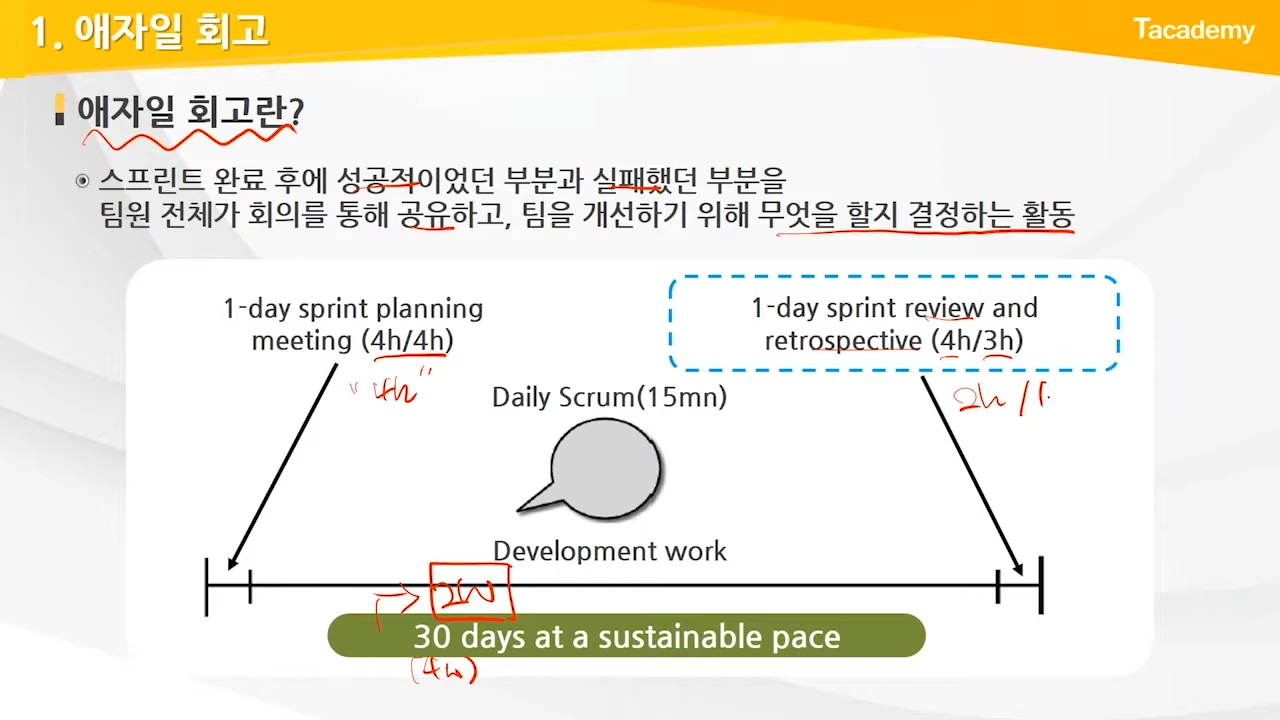 1. 애자일 회고
Tacademy
애자일 회고란?
스프린트 완료 후에 성공적이었던 부분과 실패했던 부분을
팀원 전체가 회의를 통해 공유하고, 팀을 개선하기 위해 무엇을 할지 결정하는 활동
1-day sprint planning
meeting (4h/4h)
"4h"
1-day sprint review and
retrospective (4h/3h)
2h /
Daily Scrum(15mn)
Development work
2W
30 days at a sustainable pace
(4w)